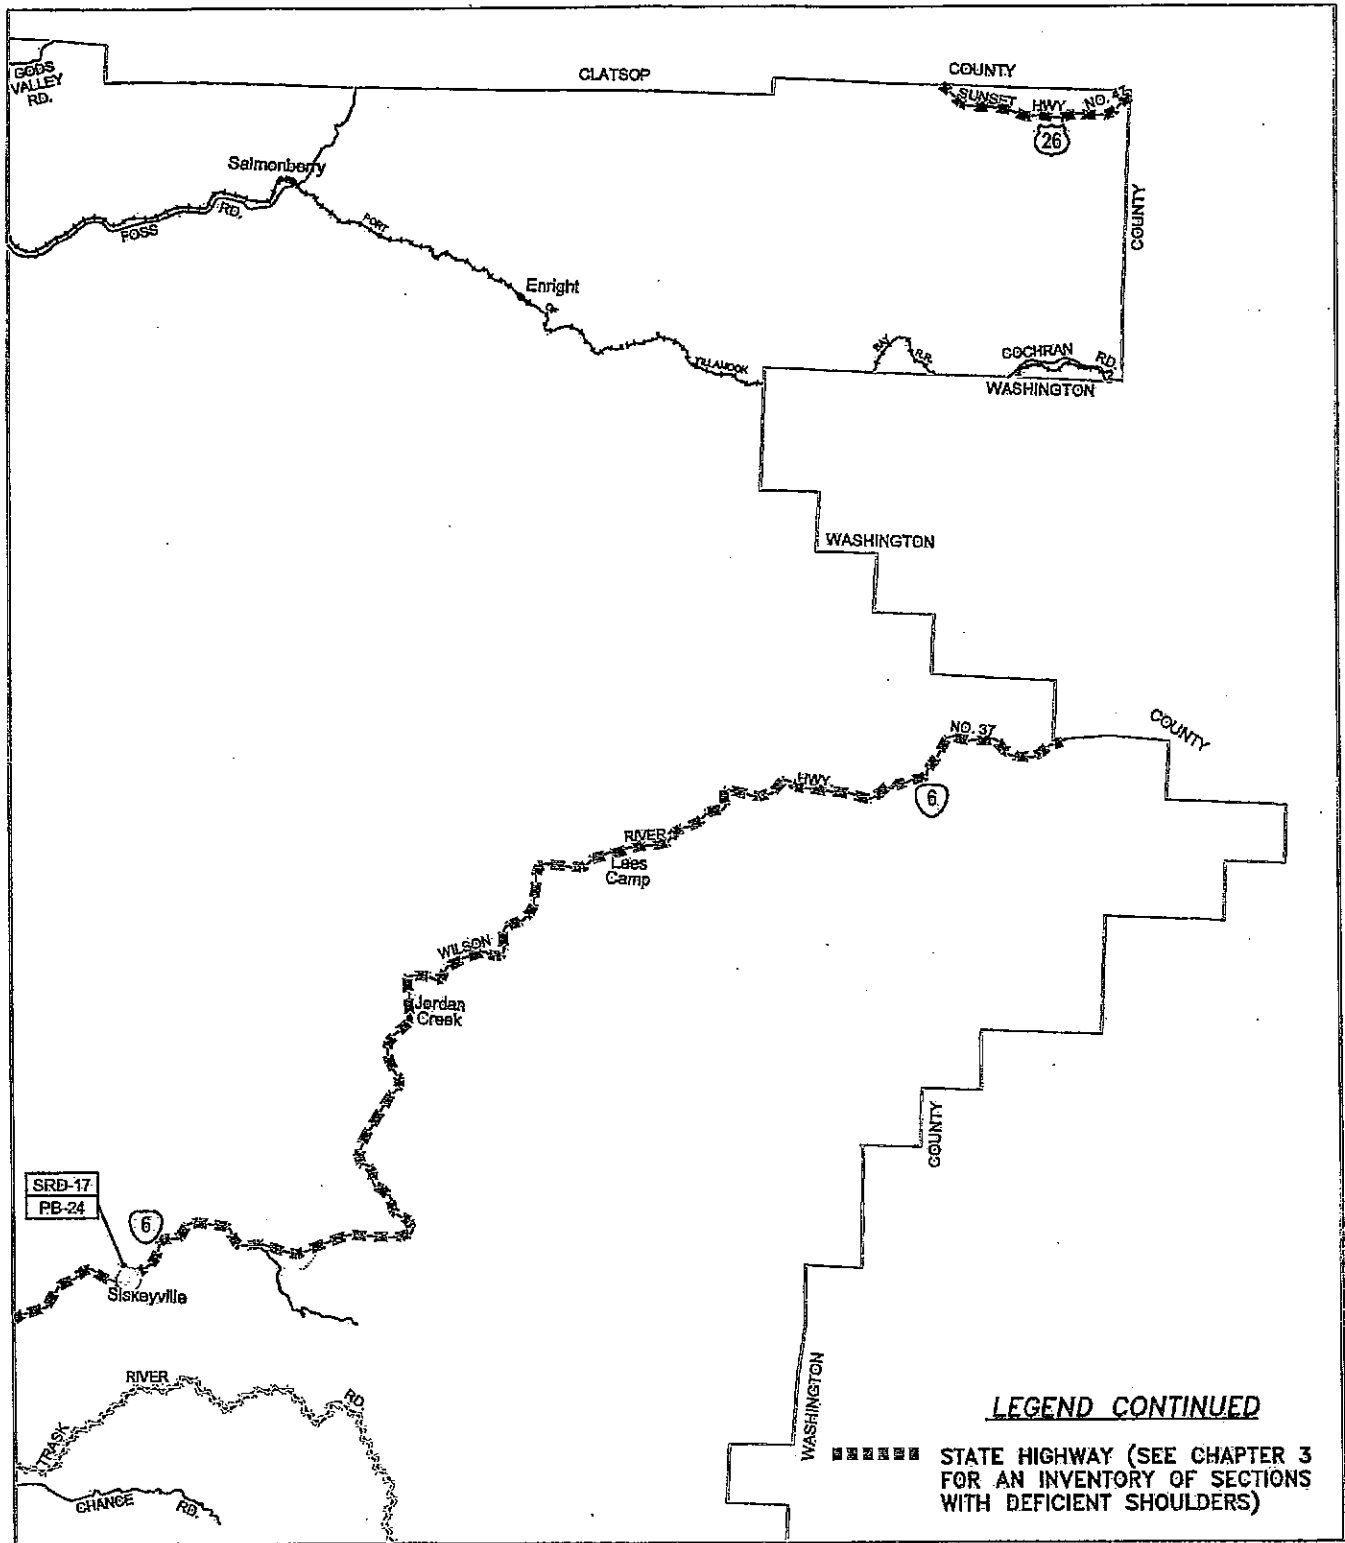 GODS
VALLEY
RD.
CLATSOP
COUNTY
SUNSET
HWY
NO. 47
26
COUNTY
Salmonberry
FOSS
RD.
PORT
Enright
OF
TILLAMOOK
BAY
R.R.
COCHRAN
RD.
WASHINGTON
WASHINGTON
COUNTY
NO. 37
HWY
6
RIVER
Lees
Camp
WILSON
Jordan
Creek
COUNTY
SRD-17
PB-24
6
Siskeyville
RIVER
RD.
TRASK
CHANCE
RD.
WASHINGTON
LEGEND CONTINUED
STATE HIGHWAY (SEE CHAPTER 3
FOR AN INVENTORY OF SECTIONS
WITH DEFICIENT SHOULDERS)